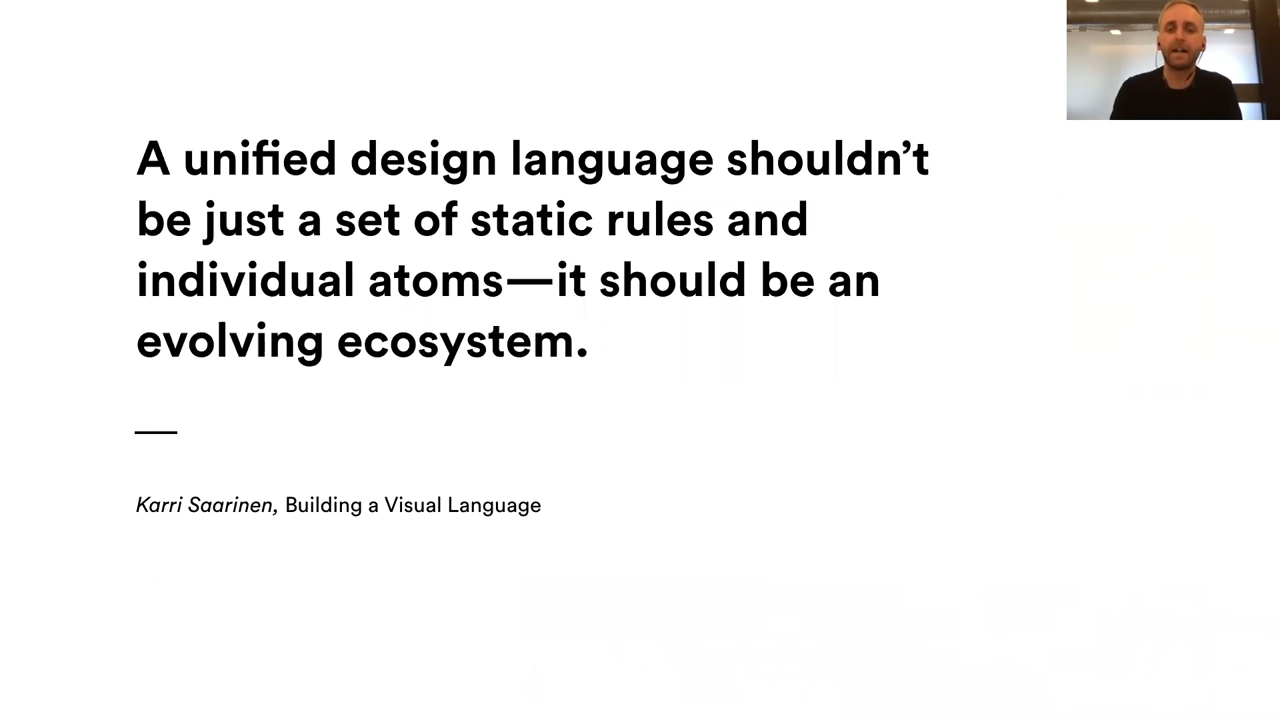 A unified design language shouldn’t
be just a set of static rules and
individual atoms—it should be an
evolving ecosystem.
Karri Saarinen, Building a Visual Language